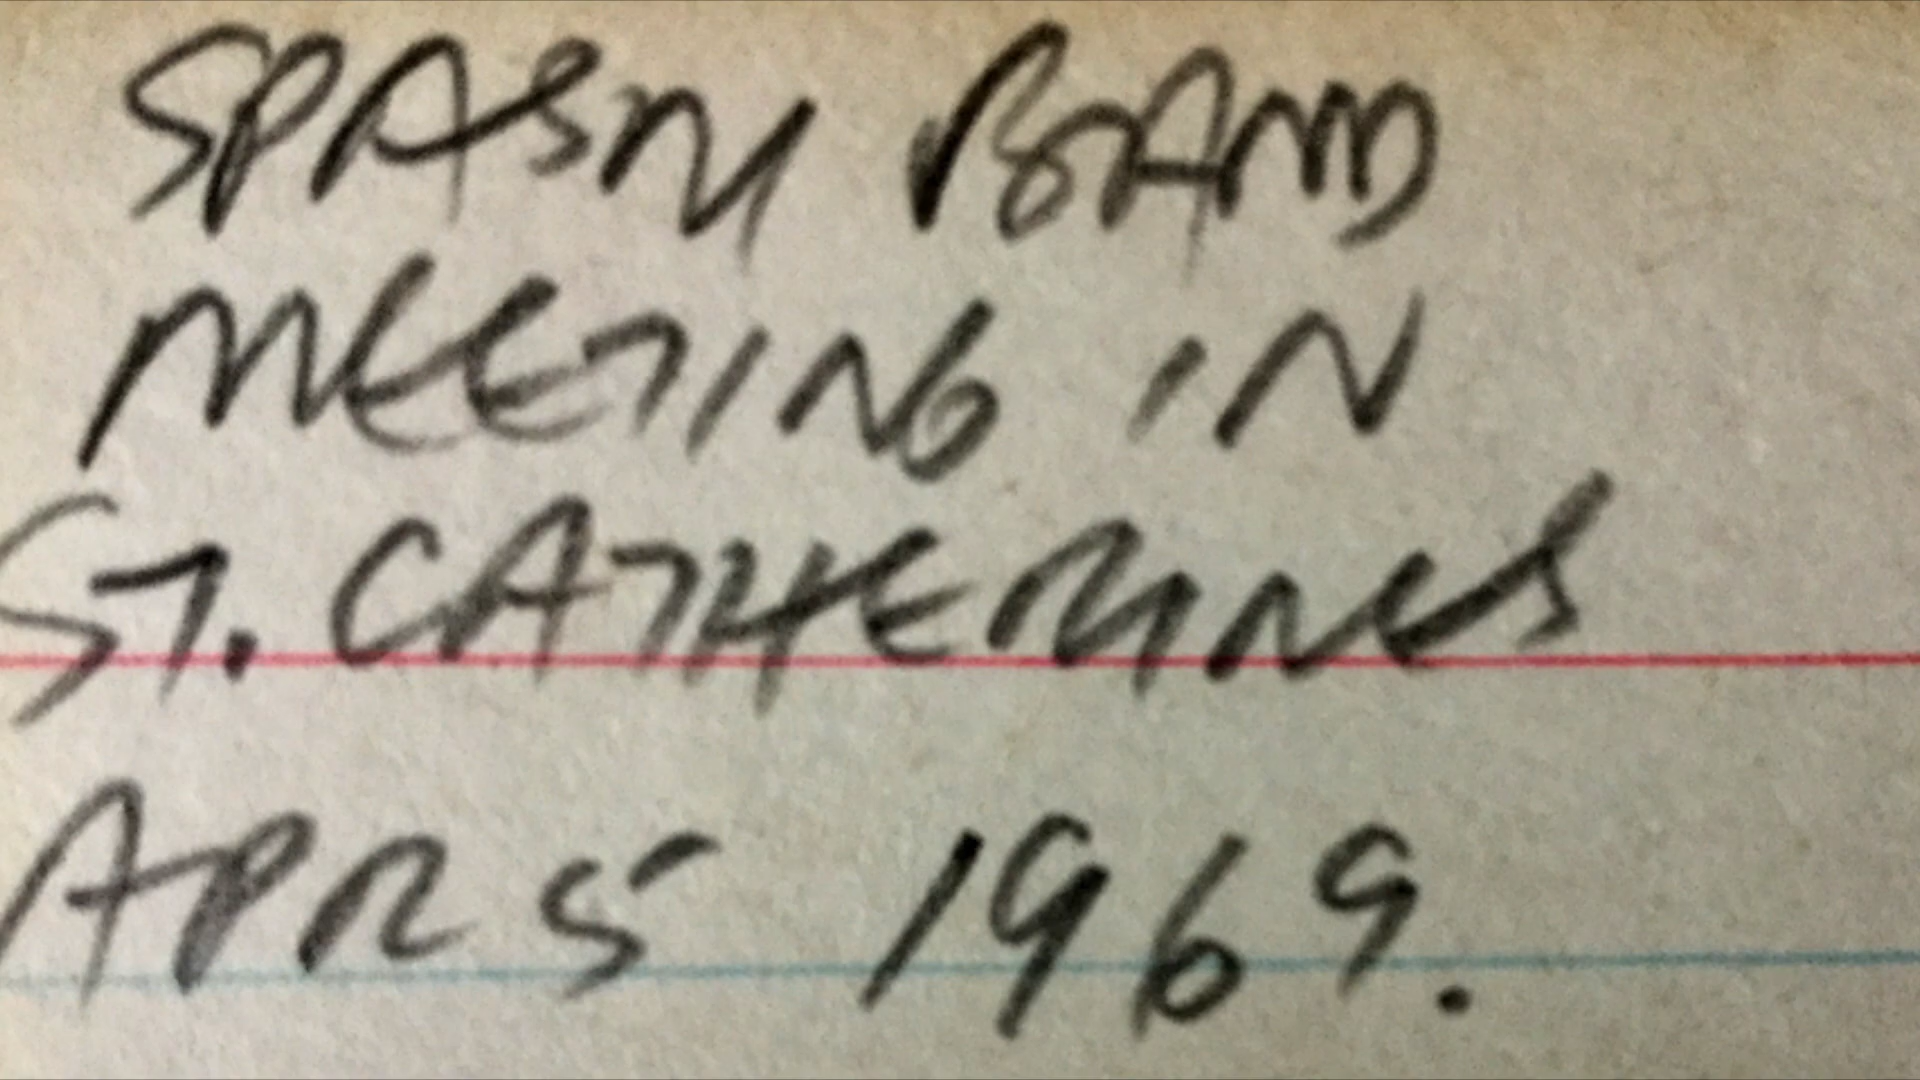 SPASM BAND
MEETING IN
ST. CATHERINES
APR 5 1969.